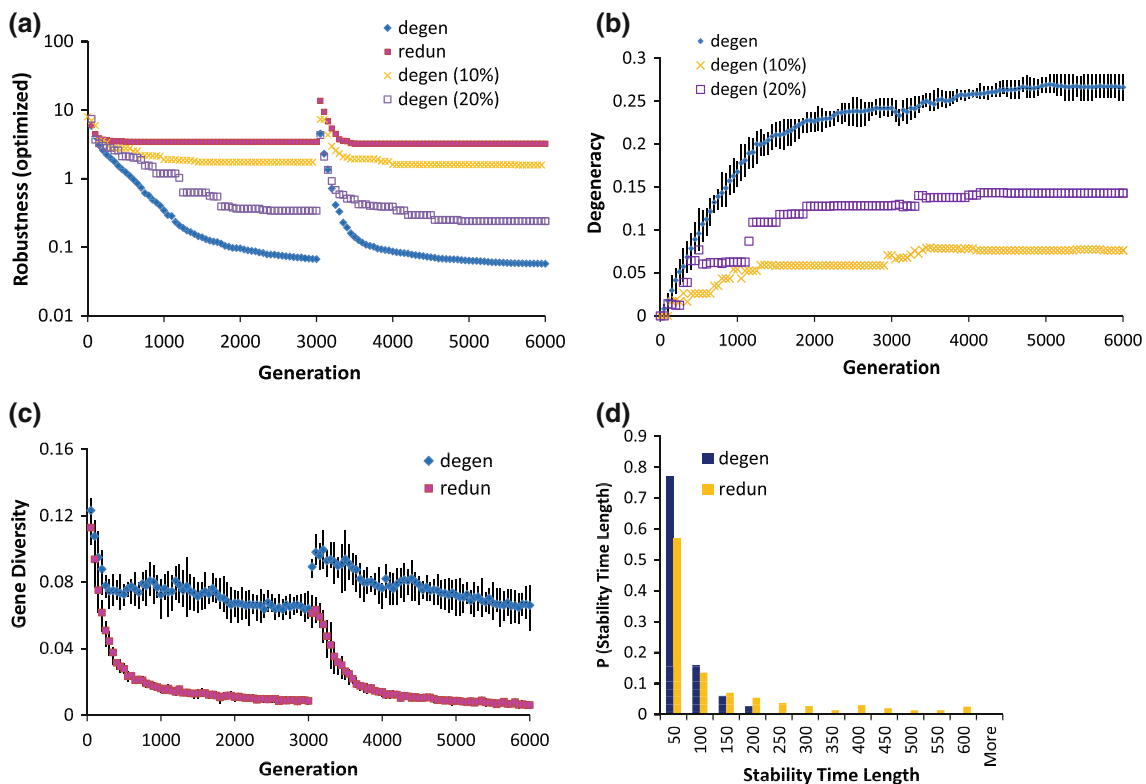 (a)
degen
redun
degen (10%)
degen (20%)
100
10
1
0.1
0.01
Robustness (optimized)
0 1000 2000 3000 4000 5000 6000
Generation
(b)
degen
degen (10%)
degen (20%)
0.3
0.25
0.2
0.15
0.1
0.05
0
Degeneracy
0 1000 2000 3000 4000 5000 6000
Generation
(c)
degen
redun
0.16
0.12
0.08
0.04
0
Gene Diversity
0 1000 2000 3000 4000 5000 6000
Generation
(d)
degen
redun
0.9
0.8
0.7
0.6
0.5
0.4
0.3
0.2
0.1
0
P (Stability Time Length)
50 100 150 200 250 300 350 400 450 500 550 600 More
Stability Time Length